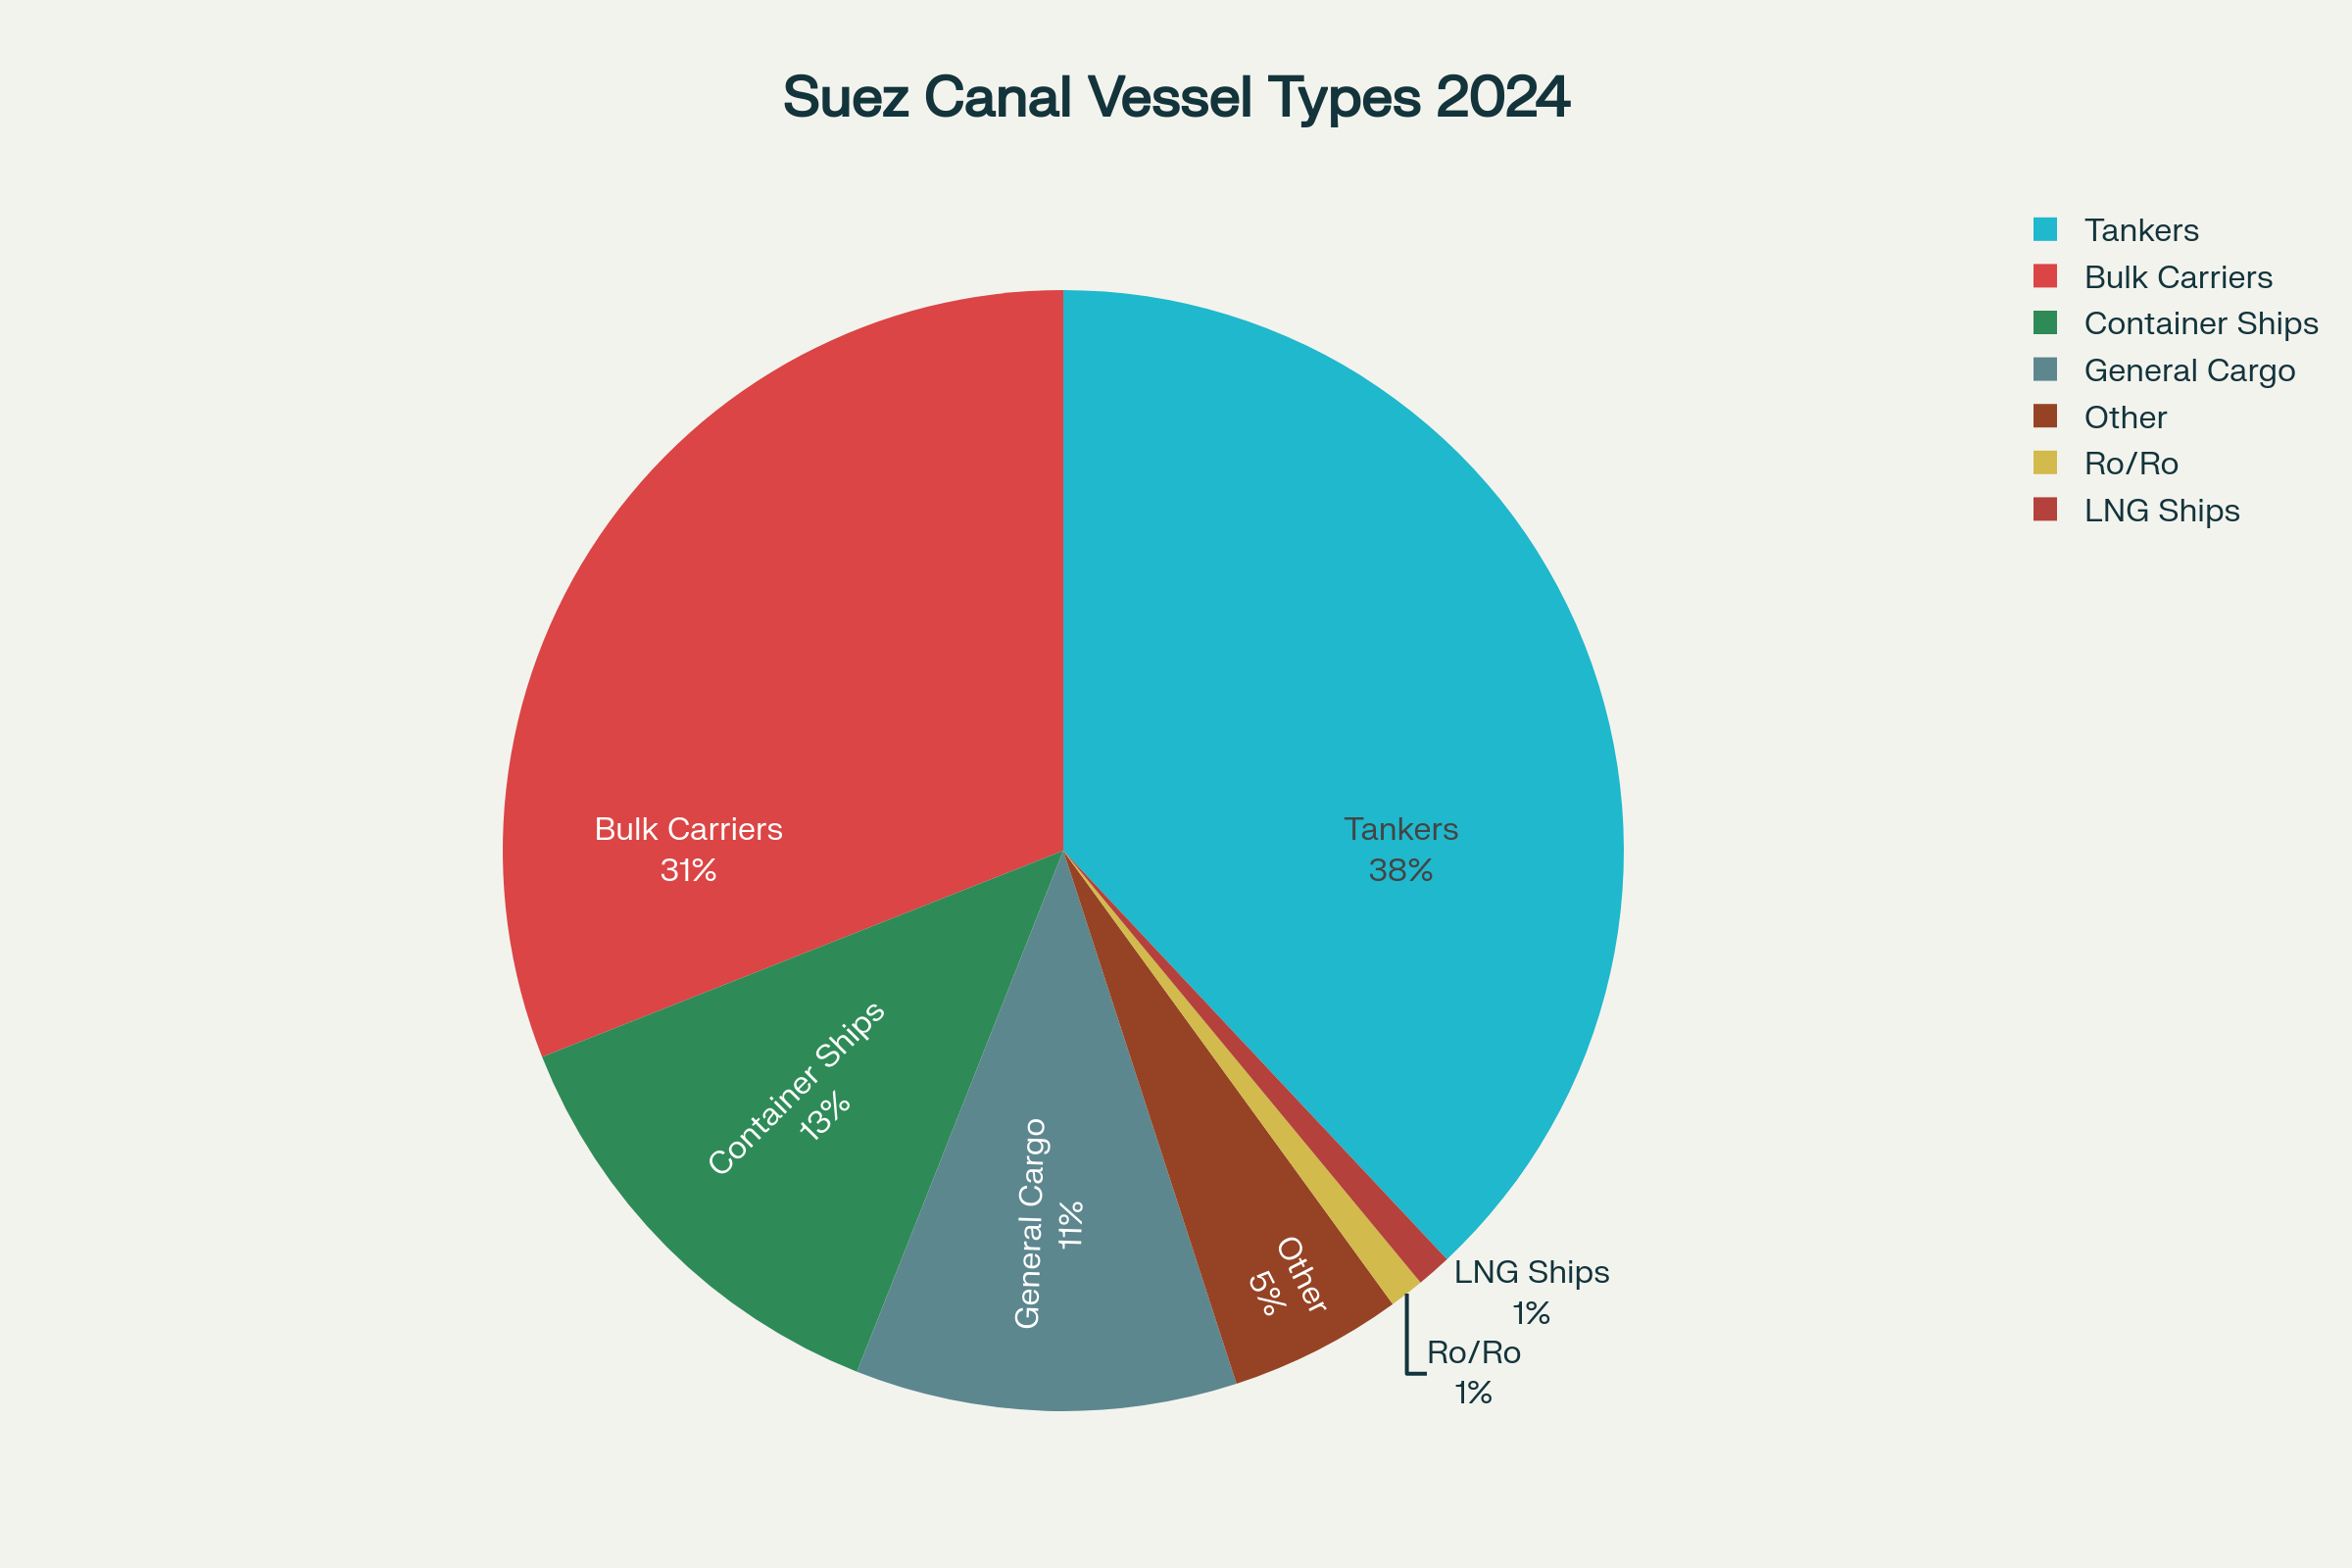 Suez Canal Vessel Types 2024
Tankers
Bulk Carriers
Container Ships
General Cargo
Other
Ro/Ro
LNG Ships
Bulk Carriers
31%
Tankers
38%
Container Ships
13%
General Cargo
11%
Other
5%
LNG Ships
1%
Ro/Ro
1%